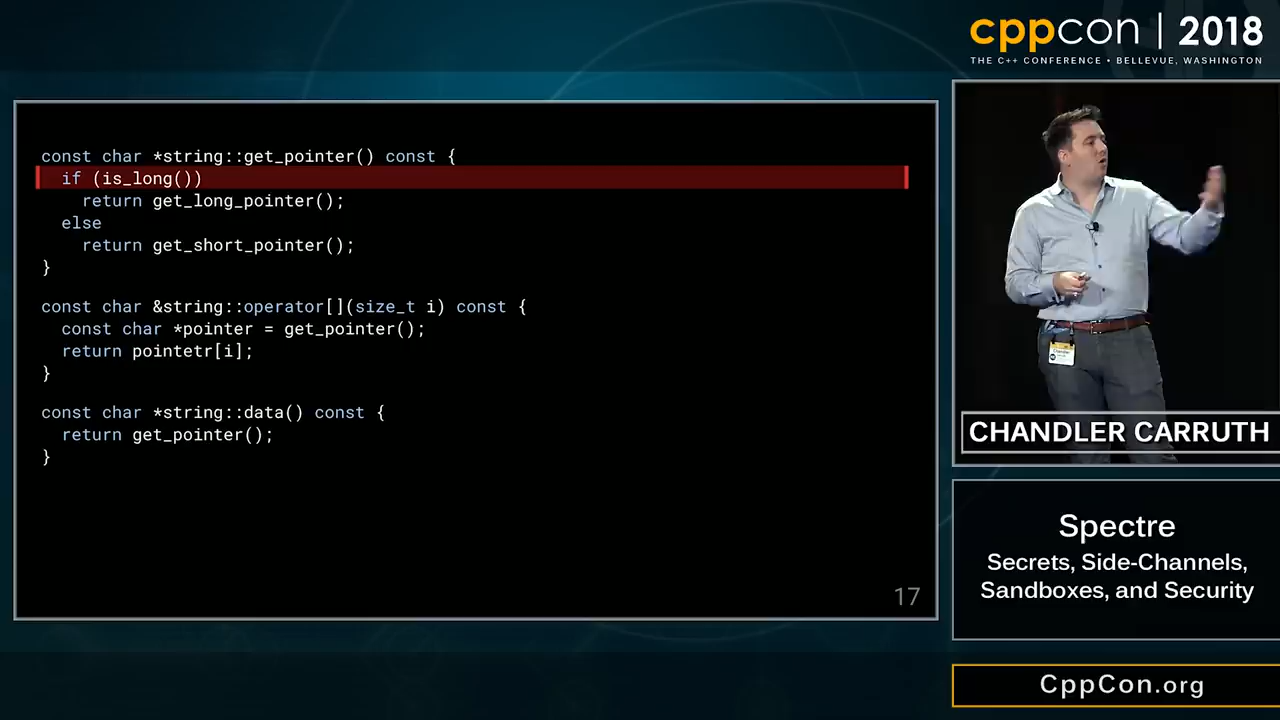 cppcon | 2018
THE C++ CONFERENCE • BELLEVUE, WASHINGTON
const char *string::get_pointer() const {
if (is_long())
return get_long_pointer();
else
return get_short_pointer();
}
const char &string::operator[](size_t i) const {
const char *pointer = get_pointer();
return pointetr[i];
}
const char *string::data() const {
return get_pointer();
}
17
Chandler
CHANDLER CARRUTH
Spectre
Secrets, Side-Channels,
Sandboxes, and Security
CppCon.org